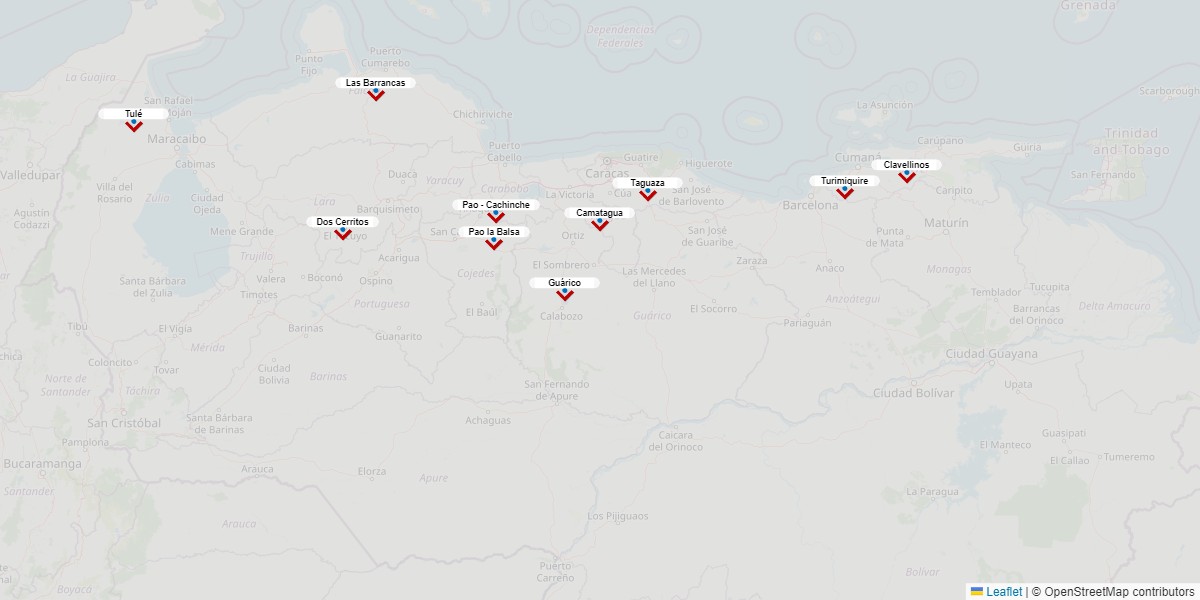 Grenada
Dependencias
Federales
Puerto
Cumarebo
Punto
Fijo
La Guajira
Las Barrancas
Scarborough
San Rafael
Tulé
La Asunción
Chichiriviche
Maracaibo
Carúpano
Trinidad
and Tobago
Puerto
Cabello
Guatire
Higuerote
Cumaná
Guiria
Cabimas
Clavellinos
Valledupar
Duaca
Yaracuy
Caracas
San Fernando
Taguaza
Turimiquire
Villa del
Rosario
Zulia
Ciudad
Ojeda
Carabobo
La Victoria
Cúa
San José
de Barlovento
Caripito
Lara
Barquisimeto
Pao - Cachinche
Camatagua
Barcelona
Agustín
Codazzi
Dos Cerritos
Maturín
Mene Grande
Pao la Balsa
Ortiz
San José
de Guaribe
Punta
de Mata
Trujillo
Acarigua
Cojedes
El Sombrero
Las Mercedes
del Llano
Zaraza
Anaco
Monagas
Santa Bárbara
del Zulia
Valera
Boconó
Ospino
Guárico
Timotes
Portuguesa
El Baúl
Calabozo
Guárico
El Socorro
Anzoátegui
Temblador
Tucupita
Barrancas
del Orinoco
Delta Amacuro
Pariaguán
Tibú
El Vigía
Barinas
Guanarito
Mérida
Ciudad Guayana
Coloncito
Tovar
Ciudad
Bolivia
Barinas
Norte de
Santander
Táchira
San Fernando
de Apure
Upata
Ciudad Bolívar
San Cristóbal
Santa Bárbara
de Barinas
Achaguas
Caicara
del Orinoco
Pamplona
Guasipati
El Manteco
El Callao
Tumeremo
Bucaramanga
Arauca
Elorza
Apure
Santander
La Paragua
Arauca
Los Pijiguaos
Puerto
Carreño
Bolívar
Boyaca
Leaflet | © OpenStreetMap contributors